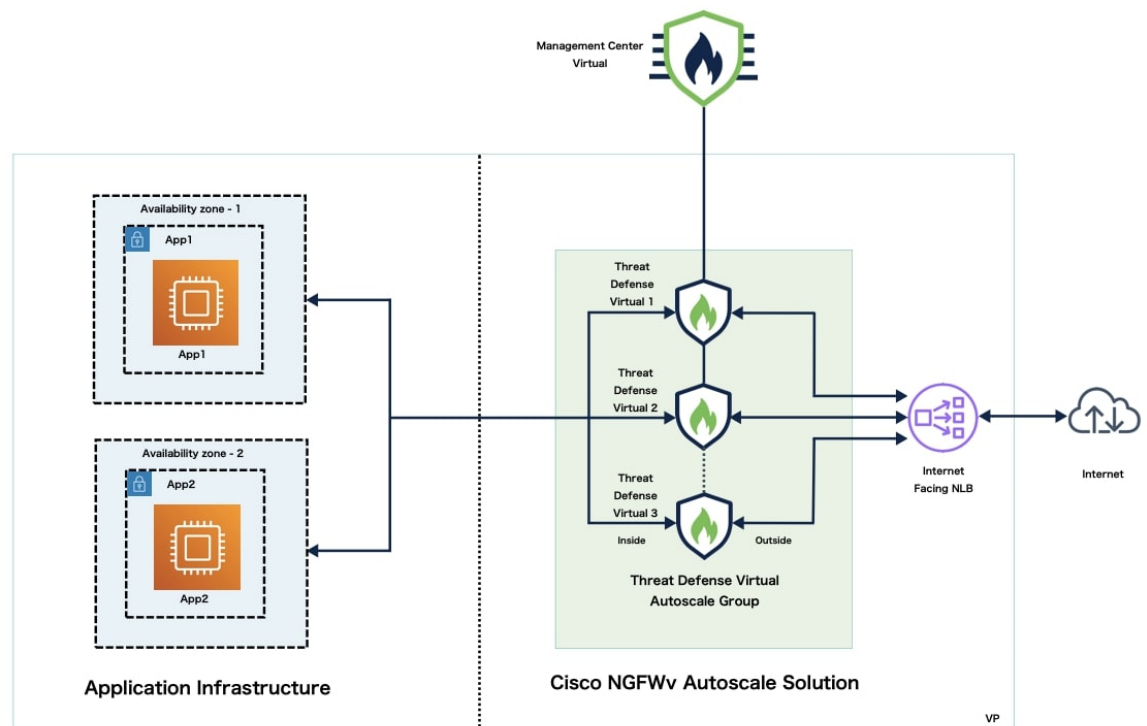 Management Center
Virtual
Availability zone - 1
App1
App1
Availability zone - 2
App2
App2
Application Infrastructure
Threat
Defense
Virtual 1
Threat
Defense
Virtual 2
Threat
Defense
Virtual 3
Inside
Outside
Threat Defense Virtual
Autoscale Group
Cisco NGFWv Autoscale Solution
Internet
Facing NLB
Internet
VP